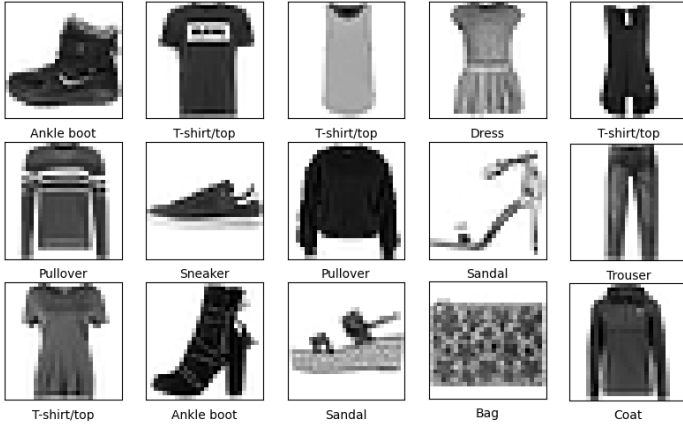 Ankle boot
T-shirt/top
T-shirt/top
Dress
T-shirt/top
Pullover
Sneaker
Pullover
Sandal
Trouser
T-shirt/top
Ankle boot
Sandal
Bag
Coat